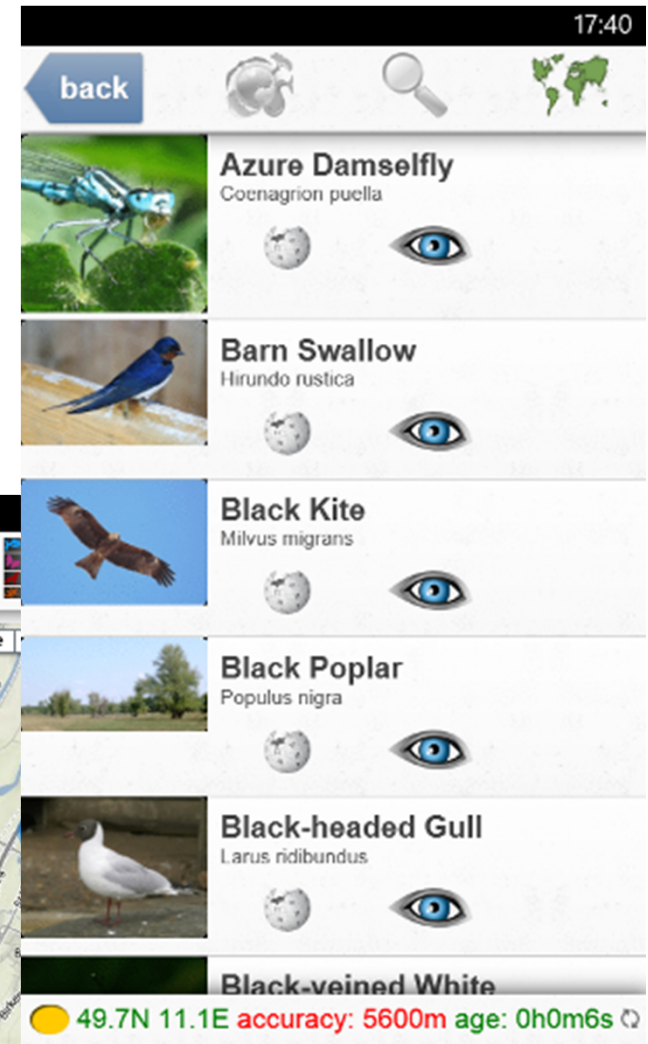 17:40
back
Azure Damselfly
Coenagrion puella
Barn Swallow
Hirundo rustica
Black Kite
Milvus migrans
Black Poplar
Populus nigra
Black-headed Gull
Larus ridibundus
Black-veined White
49.7N 11.1E accuracy: 5600m age: 0h0m6s